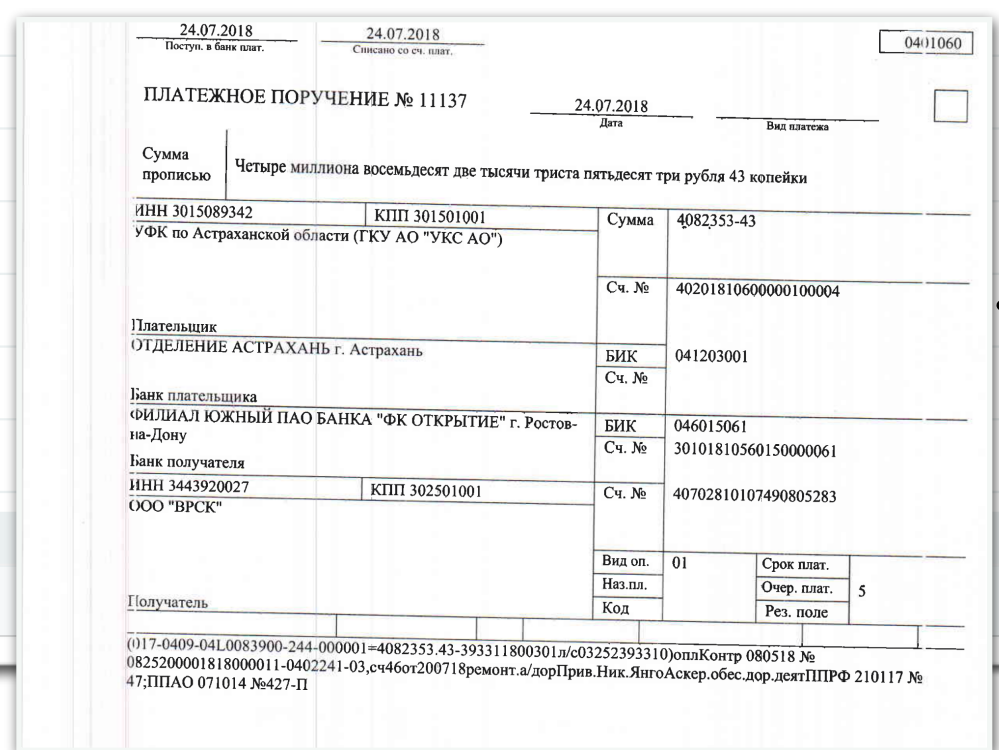 24.07.2018 24.07.2018 0401060
Поступ. в банк плат. Списано со сч. плат.
ПЛАТЕЖНОЕ ПОРУЧЕНИЕ № 11137 24.07.2018
Дата Вид платежа
Сумма прописью Четыре миллиона восемьдесят две тысячи триста пятьдесят три рубля 43 копейки
ИНН 3015089342 КПП 301501001 Сумма 4082353-43
УФК по Астраханской области (ГКУ АО "УКС АО")
Сч. № 40201810600000100004
Плательщик
ОТДЕЛЕНИЕ АСТРАХАНЬ г. Астрахань БИК 041203001
Сч. №
Банк плательщика
ФИЛИАЛ ЮЖНЫЙ ПАО БАНКА "ФК ОТКРЫТИЕ" г. Ростов- БИК 046015061
на-Дону Сч. № 30101810560150000061
Банк получателя
ИНН 3443920027 КПП 302501001 Сч. № 40702810107490805283
ООО "ВРСК"
Вид оп. 01 Срок плат.
Наз.пл. Очер. плат. 5
Получатель Код Рез. поле
(017-0409-04L0083900-244-000001=4082353.43-393311800301л/с03252393310)оплКонтр 080518 №
0825200001818000011-0402241-03,сч46от200718ремонт.а/дорПрив.Ник.ЯнгоАскер.обес.дор.деятППРФ 210117 №
47;ППАО 071014 №427-П